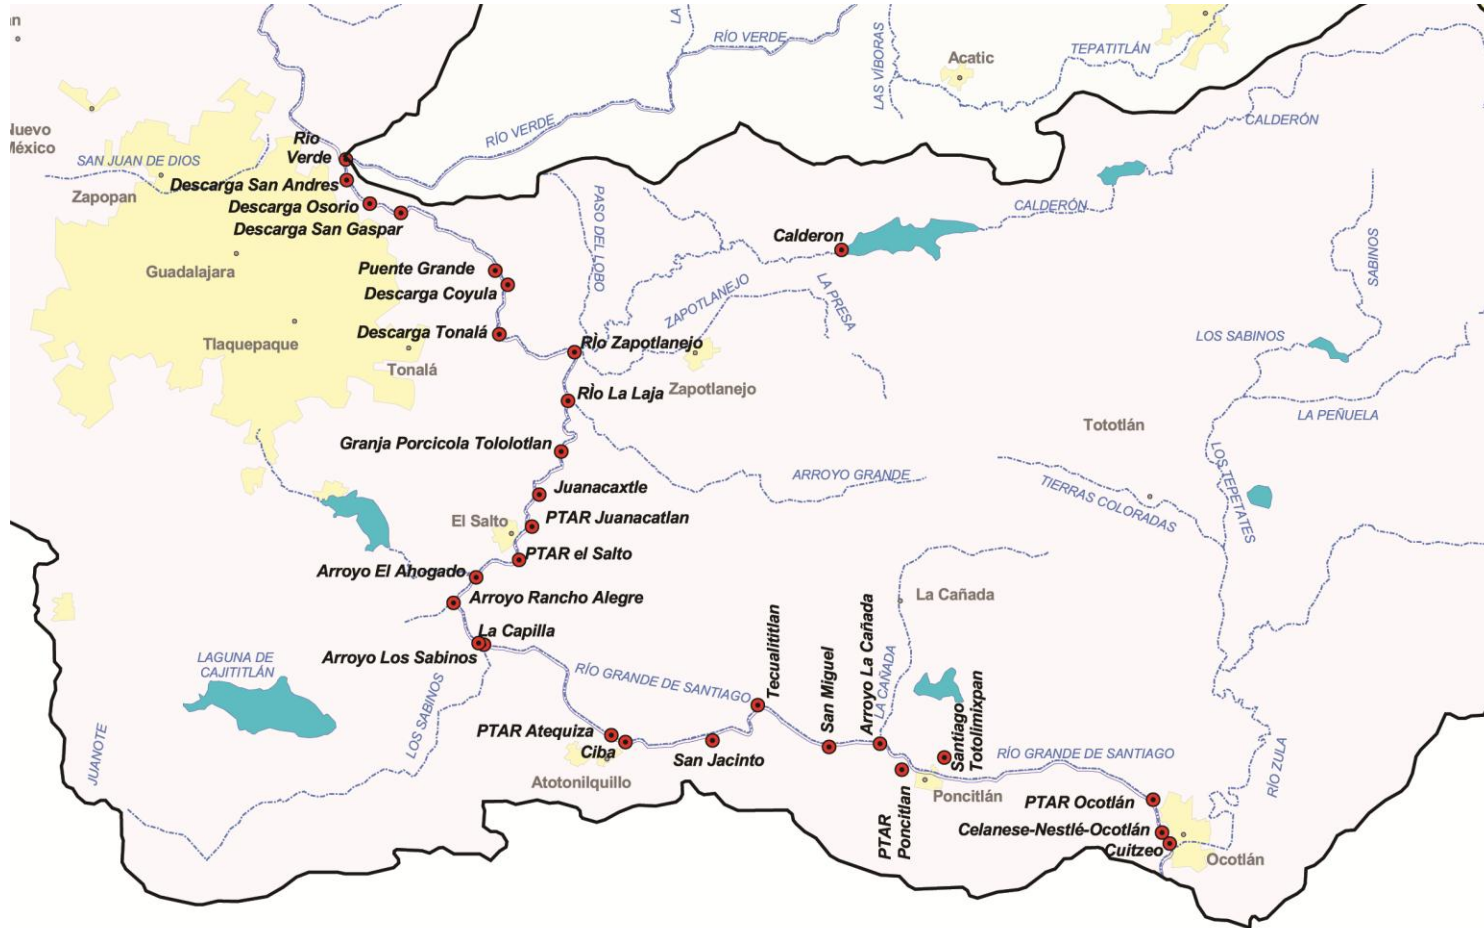 LA
RÍO VERDE
LAS VÍBORAS
Acatic
TEPATITLÁN
México
RÍO VERDE
CALDERÓN
Rio
Verde
SAN JUAN DE DIOS
Zapopan
Descarga San Andres
Descarga Osorio
Descarga San Gaspar
PASO DEL LOBO
CALDERÓN
Calderon
SABINOS
Guadalajara
Puente Grande
Descarga Coyula
ZAPOTLANEJO
LA PRESA
Tlaquepaque
Tonalá
Descarga Tonalá
RÌo Zapotlanejo
Zapotlanejo
LOS SABINOS
RÌo La Laja
LA PEÑUELA
Tototlán
Granja Porcicola Tololotlan
ARROYO GRANDE
TIERRAS COLORADAS
LOS TEPETATES
Juanacaxtle
El Salto
PTAR Juanacatlan
PTAR el Salto
Arroyo El Ahogado
Arroyo Rancho Alegre
La Cañada
La Capilla
Arroyo Los Sabinos
LAGUNA DE
CAJITITLÁN
RÍO GRANDE DE SANTIAGO
Tecualititlan
San Miguel
Arroyo La Cañada
LA CAÑADA
Santiago
Totolimixpan
JUANOTE
LOS SABINOS
PTAR Atequiza
Ciba
Atotonilquillo
San Jacinto
RÍO GRANDE DE SANTIAGO
RÍO ZULA
PTAR
Poncitlan
Poncitlán
PTAR Ocotlán
Celanese-Nestlé-Ocotlán
Cuitzeo
Ocotlán